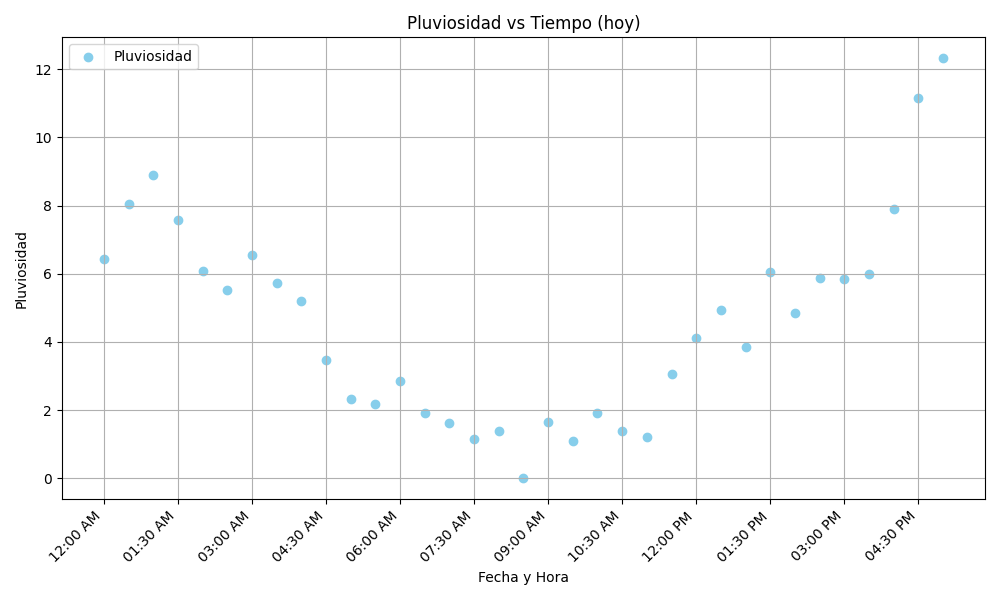 Pluviosidad vs Tiempo (hoy)
Pluviosidad
12
10
8
6
4
2
0
Pluviosidad
12:00 AM
01:30 AM
03:00 AM
04:30 AM
06:00 AM
07:30 AM
09:00 AM
10:30 AM
12:00 PM
01:30 PM
03:00 PM
04:30 PM
Fecha y Hora